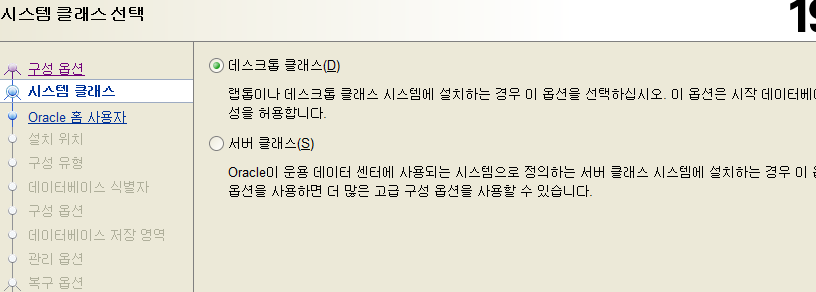 시스템 클래스 선택
19
구성 옵션
시스템 클래스
Oracle 홈 사용자
설치 위치
구성 유형
데이터베이스 식별자
구성 옵션
데이터베이스 저장 영역
관리 옵션
복구 옵션
데스크톱 클래스(D)
랩톱이나 데스크톱 클래스 시스템에 설치하는 경우 이 옵션을 선택하십시오. 이 옵션은 시작 데이터베이
성을 허용합니다.
서버 클래스(S)
Oracle이 운용 데이터 센터에 사용되는 시스템으로 정의하는 서버 클래스 시스템에 설치하는 경우 이
옵션을 사용하면 더 많은 고급 구성 옵션을 사용할 수 있습니다.